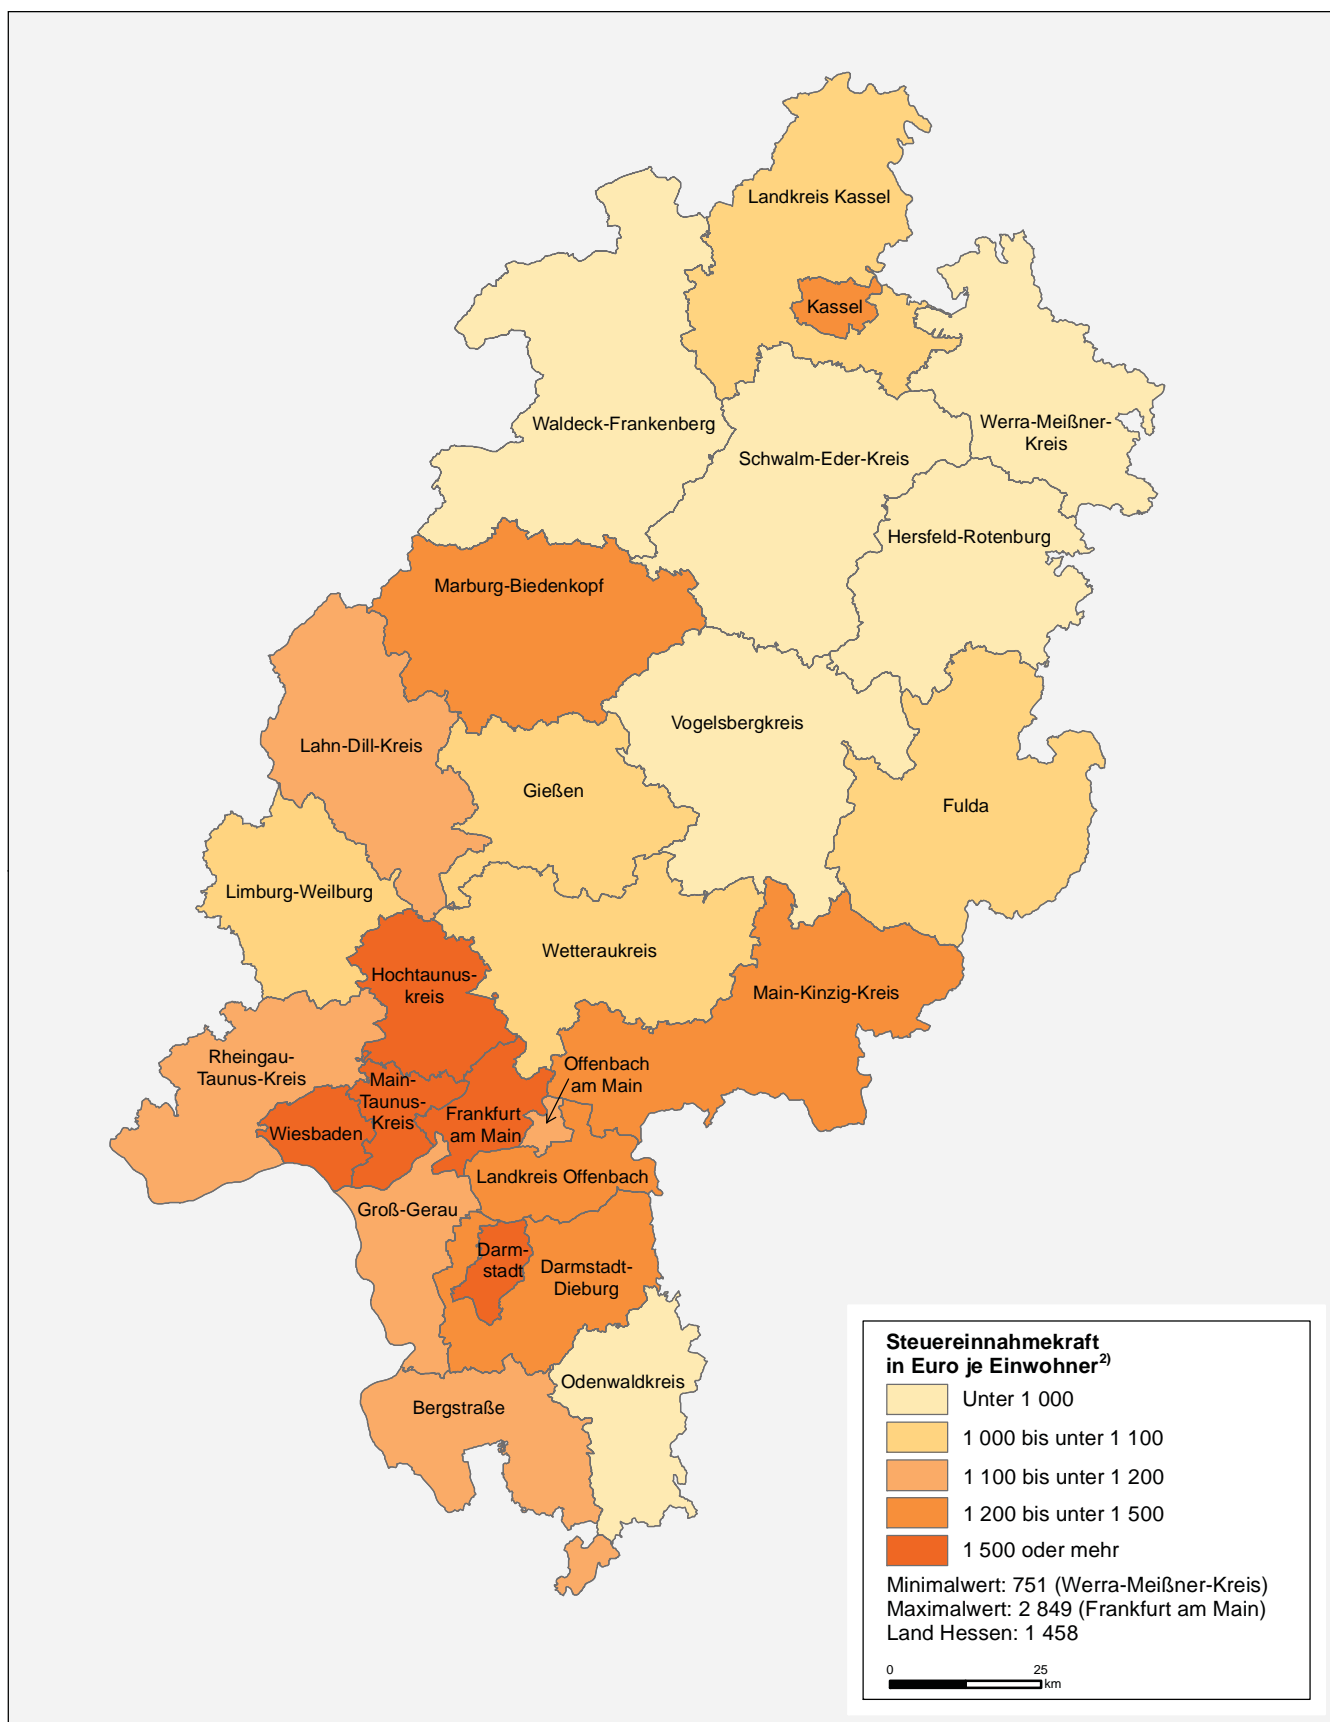 Landkreis Kassel
Kassel
Waldeck-Frankenberg
Werra-Meißner-
Kreis
Schwalm-Eder-Kreis
Hersfeld-Rotenburg
Marburg-Biedenkopf
Vogelsbergkreis
Lahn-Dill-Kreis
Gießen
Fulda
Limburg-Weilburg
Wetteraukreis
Hochtaunus-
kreis
Main-Kinzig-Kreis
Rheingau-
Taunus-Kreis
Offenbach
am Main
Main-
Taunus-
Kreis
Frankfurt
am Main
Wiesbaden
Landkreis Offenbach
Groß-Gerau
Darm-
stadt
Darmstadt-
Dieburg
Odenwaldkreis
Bergstraße
Steuereinnahmekraft
in Euro je Einwohner2)
Unter 1 000
1 000 bis unter 1 100
1 100 bis unter 1 200
1 200 bis unter 1 500
1 500 oder mehr
Minimalwert: 751 (Werra-Meißner-Kreis)
Maximalwert: 2 849 (Frankfurt am Main)
Land Hessen: 1 458
0 25
km